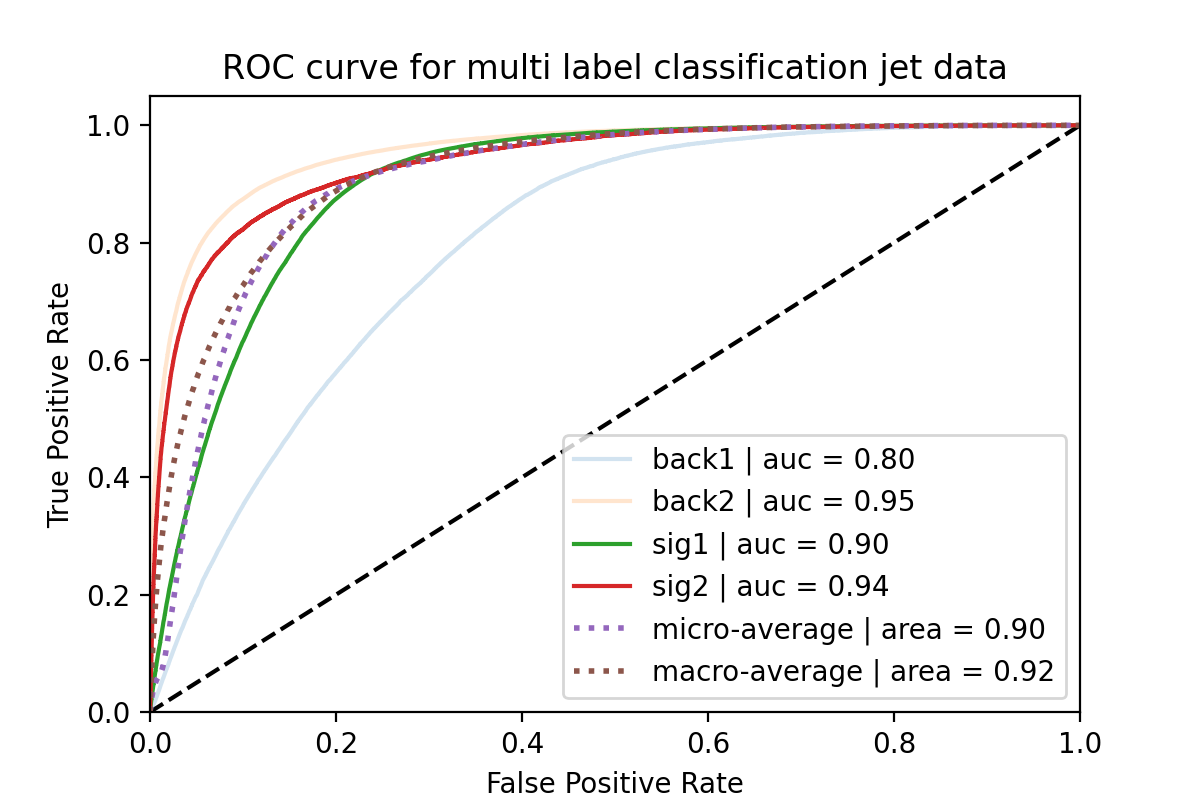 ROC curve for multi label classification jet data
1.0
0.8
0.6
0.4
0.2
0.0
True Positive Rate
back1 | auc = 0.80
back2 | auc = 0.95
sig1 | auc = 0.90
sig2 | auc = 0.94
micro-average | area = 0.90
macro-average | area = 0.92
0.0 0.2 0.4 0.6 0.8 1.0
False Positive Rate